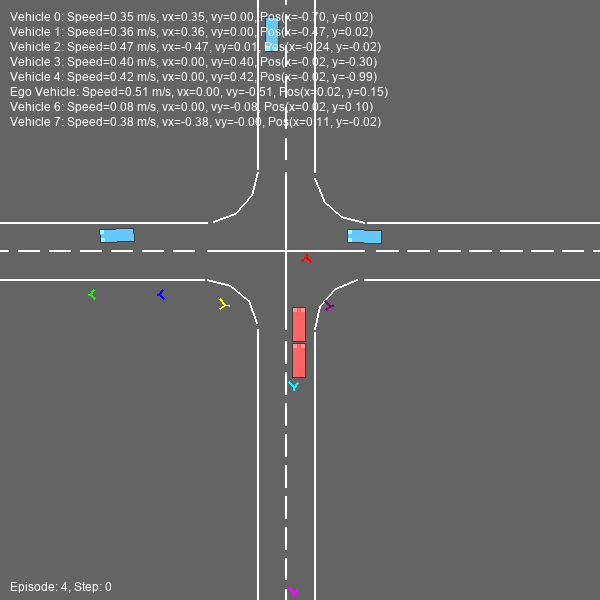 Vehicle 0: Speed=0.35 m/s, vx=0.35, vy=0.00, Pos(x=-0.70, y=0.02)
Vehicle 1: Speed=0.36 m/s, vx=0.36, vy=0.00, Pos(x=-0.47, y=0.02)
Vehicle 2: Speed=0.47 m/s, vx=-0.47, vy=0.01, Pos(x=-0.24, y=-0.02)
Vehicle 3: Speed=0.40 m/s, vx=0.00, vy=0.40, Pos(x=-0.02, y=-0.30)
Vehicle 4: Speed=0.42 m/s, vx=0.00, vy=0.42, Pos(x=-0.02, y=-0.99)
Ego Vehicle: Speed=0.51 m/s, vx=0.00, vy=-0.51, Pos(x=0.02, y=0.15)
Vehicle 6: Speed=0.08 m/s, vx=0.00, vy=-0.08, Pos(x=0.02, y=0.10)
Vehicle 7: Speed=0.38 m/s, vx=-0.38, vy=-0.00, Pos(x=0.11, y=-0.02)
Episode: 4, Step: 0